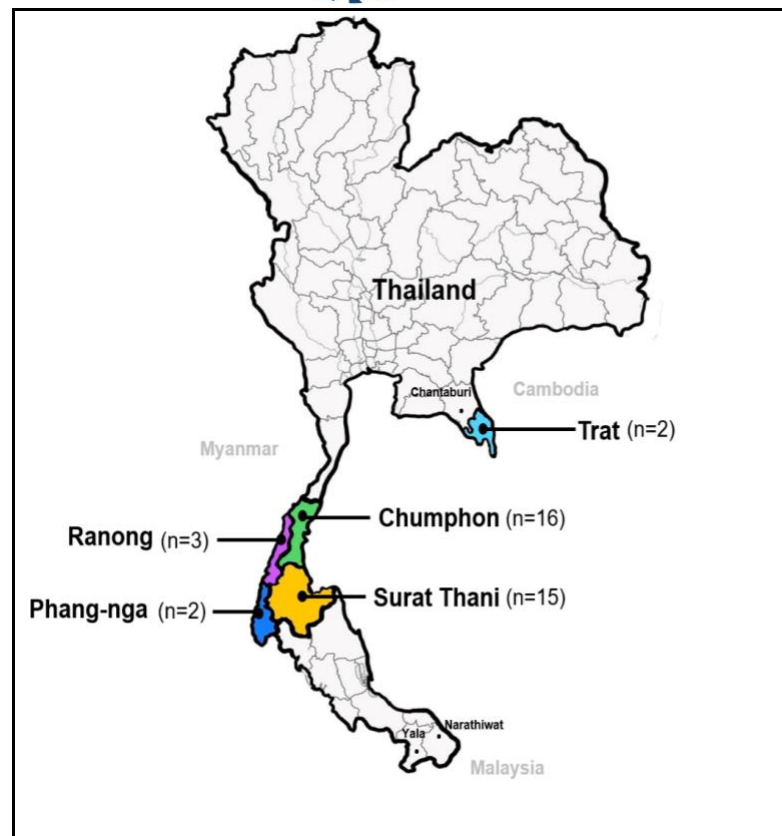 Thailand
Chantaburi
Cambodia
Trat (n=2)
Myanmar
Chumphon (n=16)
Ranong (n=3)
Surat Thani (n=15)
Phang-nga (n=2)
Narathiwat
Yala
Malaysia